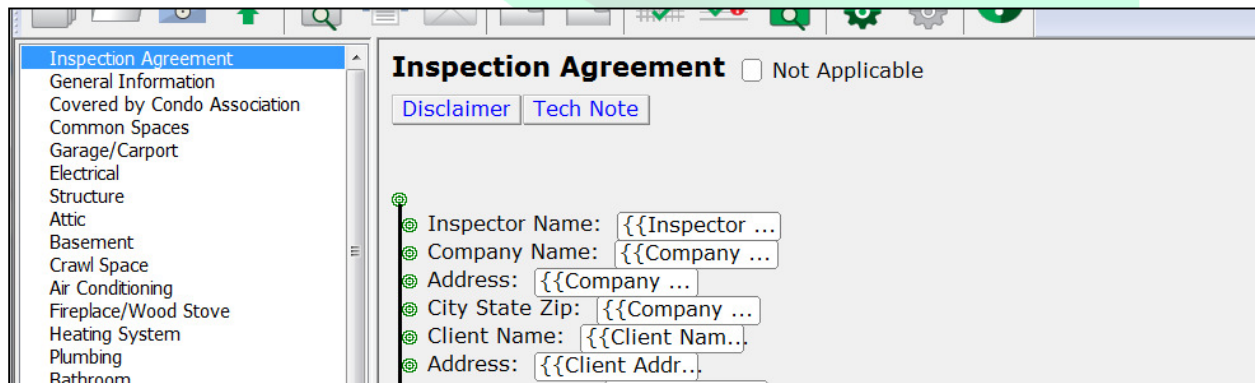 Inspection Agreement
General Information
Covered by Condo Association
Common Spaces
Garage/Carport
Electrical
Structure
Attic
Basement
Crawl Space
Air Conditioning
Fireplace/Wood Stove
Heating System
Plumbing
Bathroom
Inspection Agreement Not Applicable
Disclaimer Tech Note
Inspector Name: {{Inspector ...
Company Name: {{Company ...
Address: {{Company ...
City State Zip: {{Company ...
Client Name: {{Client Nam...
Address: {{Client Addr...